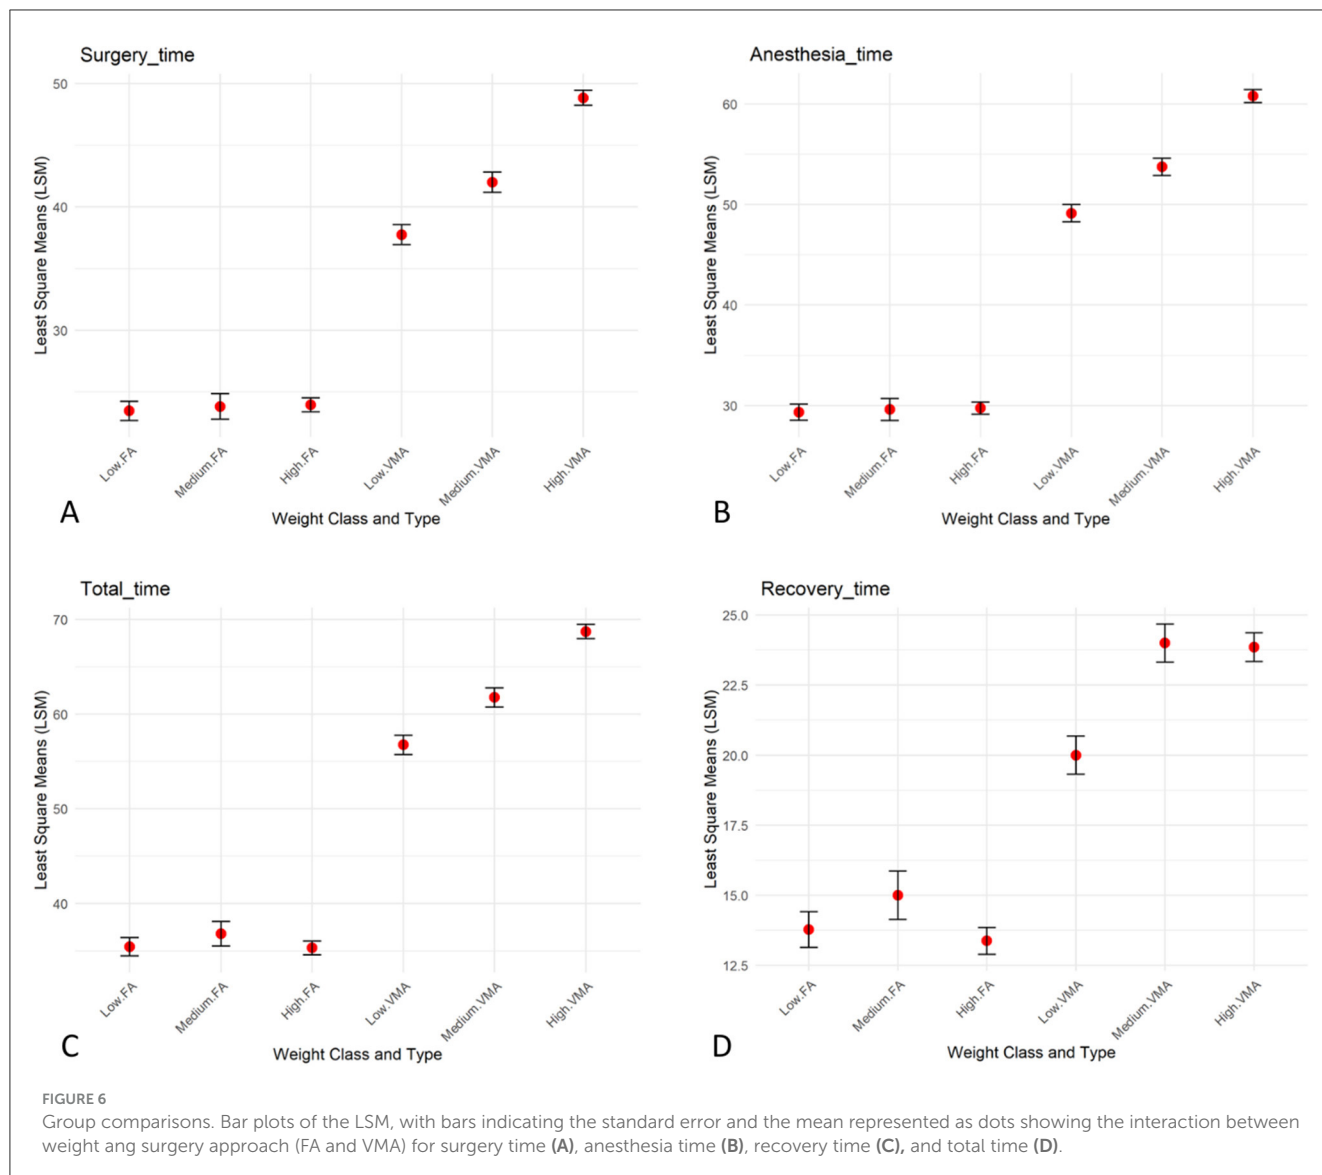 Surgery_time
Least Square Means (LSM)
50
40
30
Low.FA
Medium.FA
High.FA
Low.VMA
Medium.VMA
High.VMA
A
Weight Class and Type
Anesthesia_time
Least Square Means (LSM)
60
50
40
30
Low.FA
Medium.FA
High.FA
Low.VMA
Medium.VMA
High.VMA
B
Weight Class and Type
Total_time
Least Square Means (LSM)
70
60
50
40
Low.FA
Medium.FA
High.FA
Low.VMA
Medium.VMA
High.VMA
C
Weight Class and Type
Recovery_time
Least Square Means (LSM)
25.0
22.5
20.0
17.5
15.0
12.5
Low.FA
Medium.FA
High.FA
Low.VMA
Medium.VMA
High.VMA
D
Weight Class and Type
FIGURE 6
Group comparisons. Bar plots of the LSM, with bars indicating the standard error and the mean represented as dots showing the interaction between
weight ang surgery approach (FA and VMA) for surgery time (A), anesthesia time (B), recovery time (C), and total time (D).